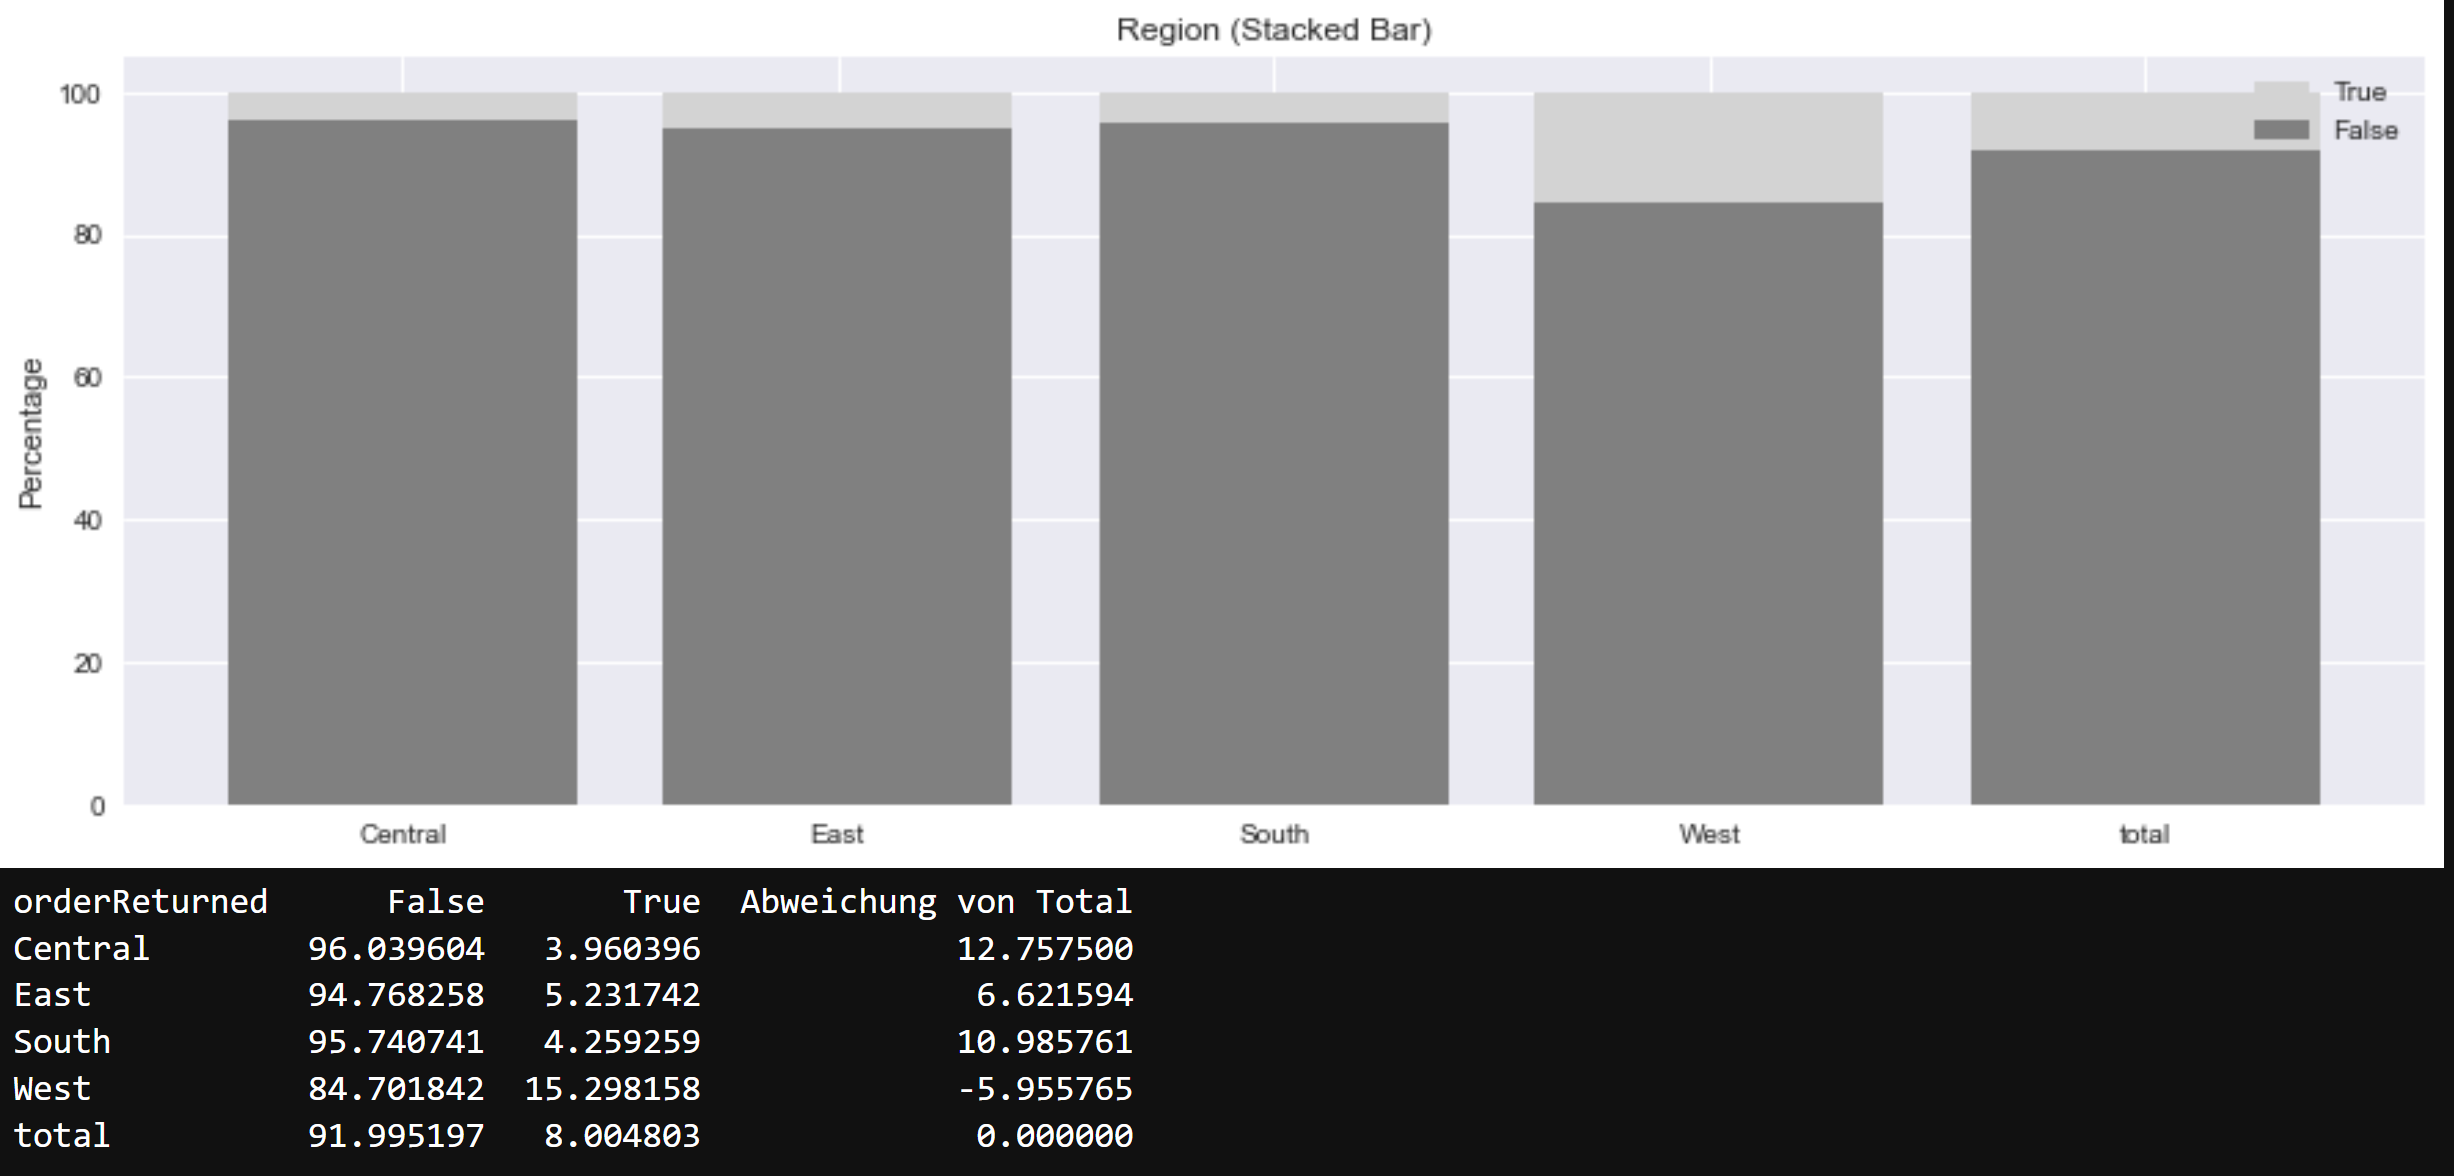 Region (Stacked Bar)
True
False
Percentage
100
80
60
40
20
0
Central East South West total
orderReturned False True Abweichung von Total
Central 96.039604 3.960396 12.757500
East 94.768258 5.231742 6.621594
South 95.740741 4.259259 10.985761
West 84.701842 15.298158 -5.955765
total 91.995197 8.004803 0.000000